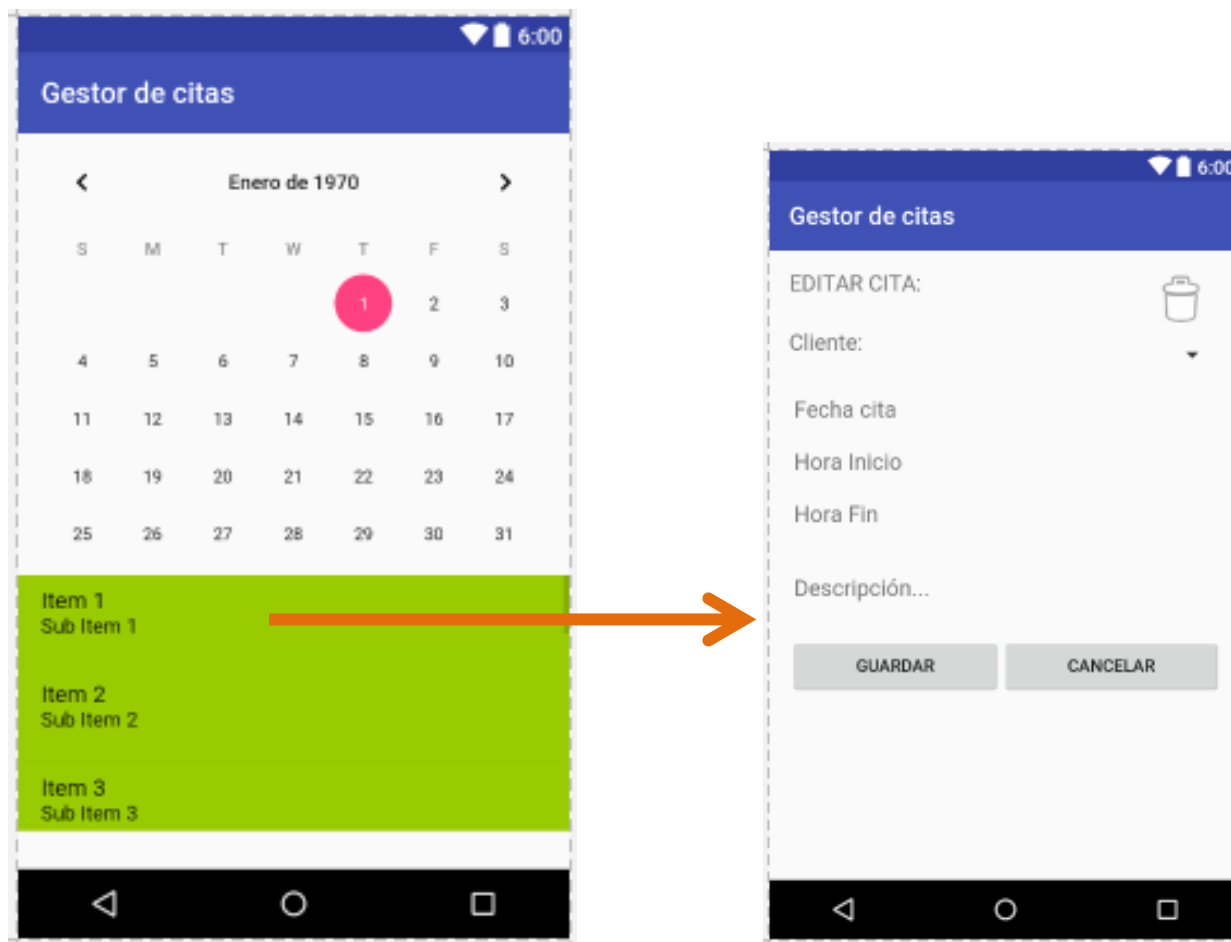 6:00
Gestor de citas
Enero de 1970
S M T W T F S
1 2 3
4 5 6 7 8 9 10
11 12 13 14 15 16 17
18 19 20 21 22 23 24
25 26 27 28 29 30 31
Item 1
Sub Item 1
Item 2
Sub Item 2
Item 3
Sub Item 3
6:00
Gestor de citas
EDITAR CITA:
Cliente:
Fecha cita
Hora Inicio
Hora Fin
Descripción...
GUARDAR CANCELAR